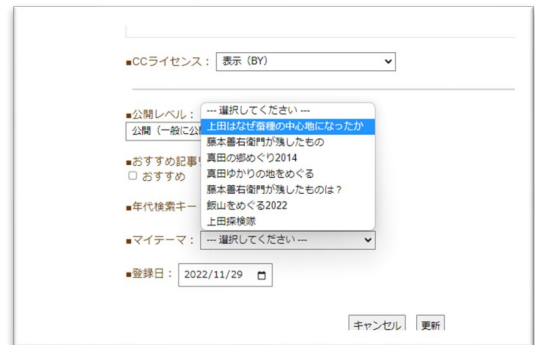 ■CCライセンス： 表示（BY）
■公開レベル：
公開（一般に公
--- 選択してください ---
上田はなぜ蚕種の中心地になったか
藤本善右衛門が残したもの
真田の郷めぐり2014
真田ゆかりの地をめぐる
藤本善右衛門が残したものは？
飯山をめぐる2022
上田探検隊
■おすすめ記事
おすすめ
■年代検索キー
■マイテーマ： --- 選択してください ---
■登録日： 2022/11/29
キャンセル 更新